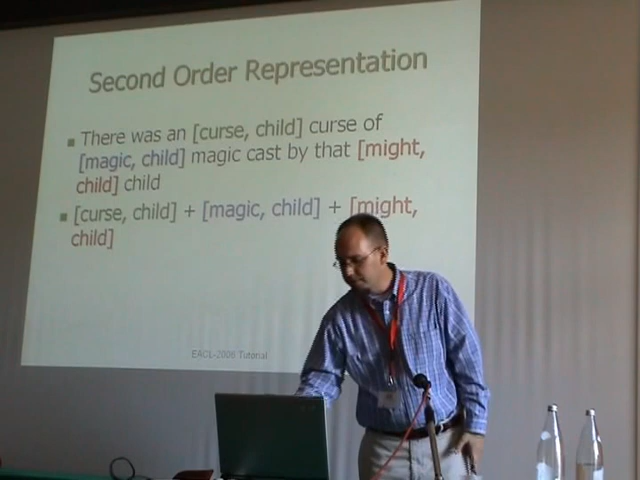 Second Order Representation
There was an [curse, child] curse of
[magic, child] magic cast by that [might,
child] child
[curse, child] + [magic, child] + [might,
child]
EACL-2006 Tutorial